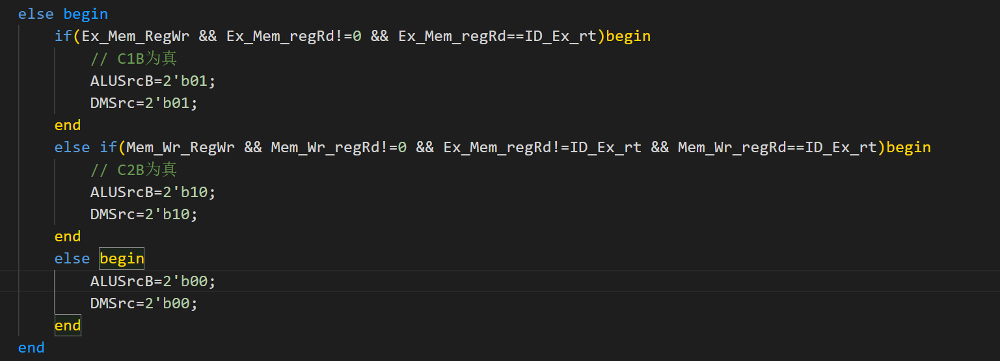 else begin
if(Ex_Mem_RegWr && Ex_Mem_regRd!=0 && Ex_Mem_regRd==ID_Ex_rt)begin
// C1B为真
ALUSrcB=2'b01;
DMSrc=2'b01;
end
else if(Mem_Wr_RegWr && Mem_Wr_regRd!=0 && Ex_Mem_regRd!=ID_Ex_rt && Mem_Wr_regRd==ID_Ex_rt)begin
// C2B为真
ALUSrcB=2'b10;
DMSrc=2'b10;
end
else begin
ALUSrcB=2'b00;
DMSrc=2'b00;
end
end